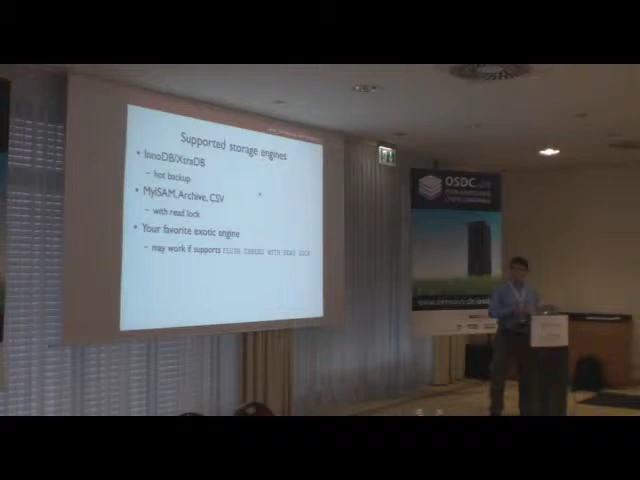 Supported storage engines
• InnoDB/XtraDB
– hot backup
• MyISAM, Archive, CSV
– with read lock
• Your favorite exotic engine
– may work if supports FLUSH TABLES WITH READ LOCK
OSDC.de